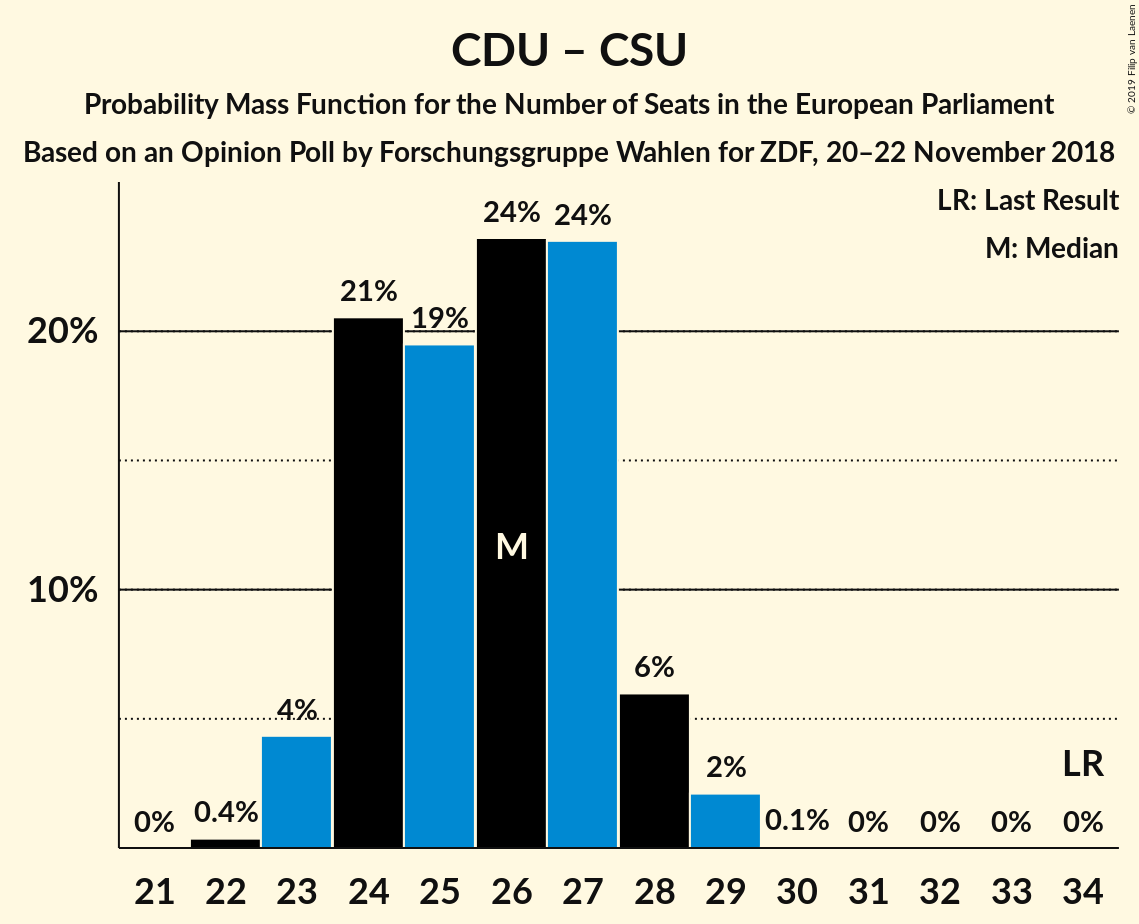 CDU – CSU
Probability Mass Function for the Number of Seats in the European Parliament
Based on an Opinion Poll by Forschungsgruppe Wahlen for ZDF, 20–22 November 2018
© 2019 Filip van Laenen
LR: Last Result
M: Median
24% 24%
21%
19%
20%
M
10%
6%
4%
2%
LR
0% 0.4% 0.1% 0% 0% 0% 0%
21 22 23 24 25 26 27 28 29 30 31 32 33 34